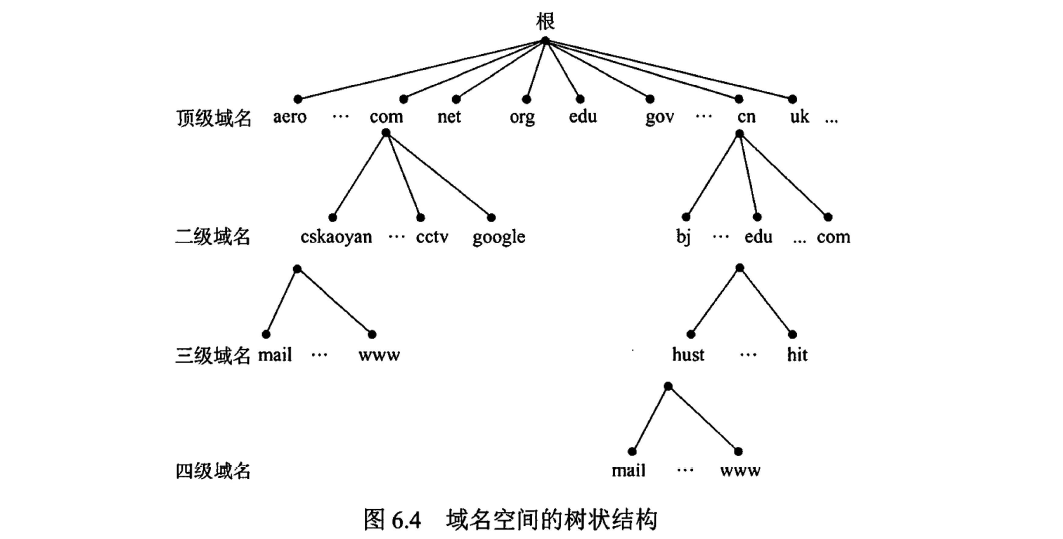 根
顶级域名 aero … com net org edu gov … cn uk ...
二级域名 cskaoyan … cctv google bj … edu ... com
三级域名 mail … www hust … hit
四级域名 mail … www
图 6.4 域名空间的树状结构